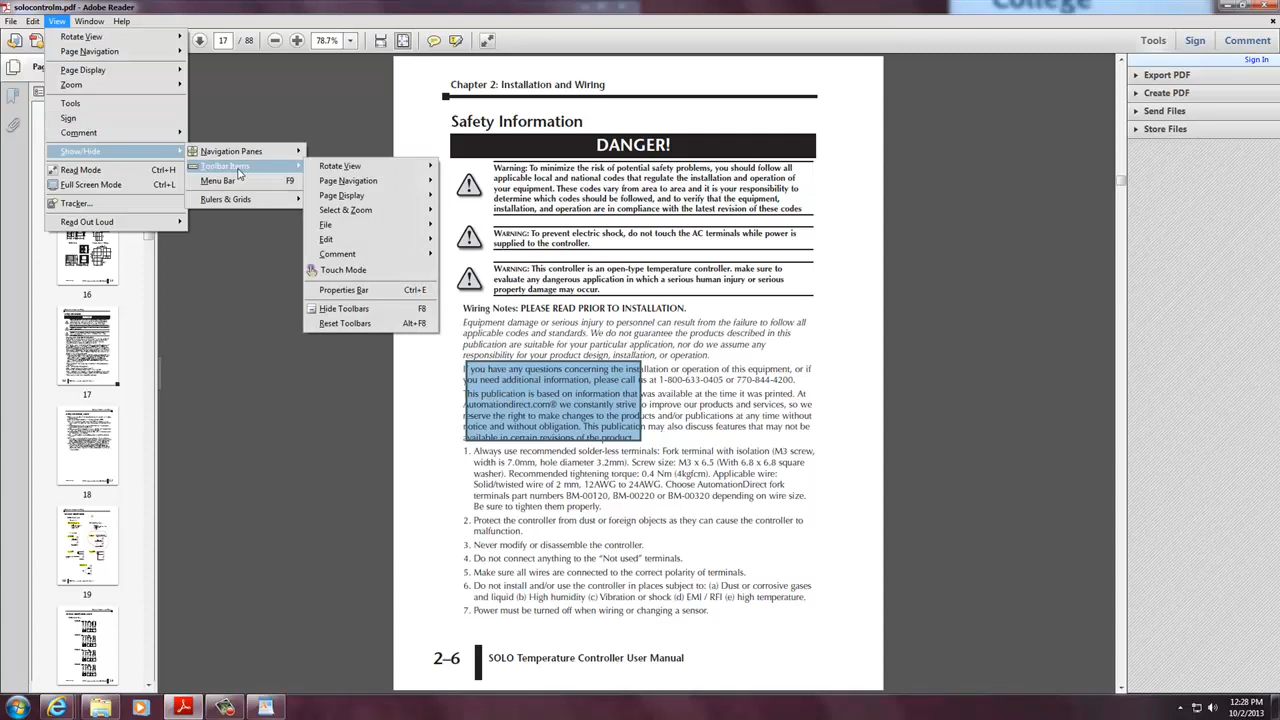 College
solocontrolm.pdf - Adobe Reader
File Edit View Window Help
17 / 88 78.7% Tools Sign Comment
Sign In
Rotate View
Page Navigation
Page Display
Zoom
Tools
Sign
Comment
Show/Hide
Read Mode Ctrl+H
Full Screen Mode Ctrl+L
Tracker...
Read Out Loud
Navigation Panes
Toolbar Items
Menu Bar F9
Rulers & Grids
Rotate View
Page Navigation
Page Display
Select & Zoom
File
Edit
Comment
Touch Mode
Properties Bar Ctrl+E
Hide Toolbars F8
Reset Toolbars Alt+F8
16
17
18
19
Chapter 2: Installation and Wiring
Safety Information
DANGER!
Warning: To minimize the risk of potential safety problems, you should follow all
applicable local and national codes that regulate the installation and operation of
your equipment. These codes vary from area to area and it is your responsibility to
determine which codes should be followed, and to verify that the equipment,
installation, and operation are in compliance with the latest revision of these codes
WARNING: To prevent electric shock, do not touch the AC terminals while power is
supplied to the controller.
WARNING: This controller is an open-type temperature controller. make sure to
evaluate any dangerous application in which a serious human injury or serious
property damage may occur.
Wiring Notes: PLEASE READ PRIOR TO INSTALLATION.
Equipment damage or serious injury to personnel can result from the failure to follow all
applicable codes and standards. We do not guarantee the products described in this
publication are suitable for your particular application, nor do we assume any
responsibility for your product design, installation, or operation.
If you have any questions concerning the installation or operation of this equipment, or if
you need additional information, please call us at 1-800-633-0405 or 770-844-4200.
This publication is based on information that was available at the time it was printed. At
Automationdirect.com® we constantly strive to improve our products and services, so we
reserve the right to make changes to the products and/or publications at any time without
notice and without obligation. This publication may also discuss features that may not be
available in certain revisions of the product.
1. Always use recommended solder-less terminals: Fork terminal with isolation (M3 screw,
width is 7.0mm, hole diameter 3.2mm). Screw size: M3 x 6.5 (With 6.8 x 6.8 square
washer). Recommended tightening torque: 0.4 Nm (4kgfcm). Applicable wire:
Solid/twisted wire of 2 mm, 12AWG to 24AWG. Choose AutomationDirect fork
terminals part numbers BM-00120, BM-00220 or BM-00320 depending on wire size.
Be sure to tighten them properly.
2. Protect the controller from dust or foreign objects as they can cause the controller to
malfunction.
3. Never modify or disassemble the controller.
4. Do not connect anything to the “Not used” terminals.
5. Make sure all wires are connected to the correct polarity of terminals.
6. Do not install and/or use the controller in places subject to: (a) Dust or corrosive gases
and liquid (b) High humidity (c) Vibration or shock (d) EMI / RFI (e) high temperature.
7. Power must be turned off when wiring or changing a sensor.
2–6 SOLO Temperature Controller User Manual
Export PDF
Create PDF
Send Files
Store Files
12:28 PM
10/2/2013